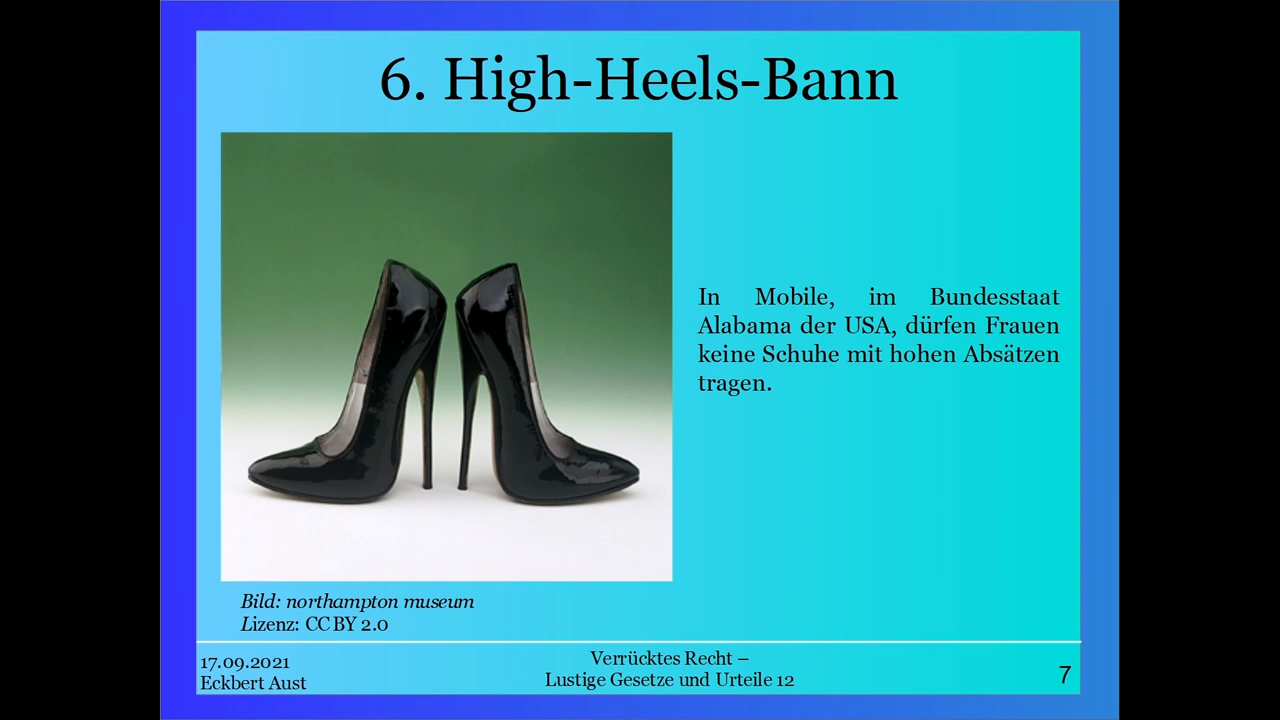 6. High-Heels-Bann
In Mobile, im Bundesstaat
Alabama der USA, dürfen Frauen
keine Schuhe mit hohen Absätzen
tragen.
Bild: northampton museum
Lizenz: CC BY 2.0
17.09.2021
Eckbert Aust
Verrücktes Recht –
Lustige Gesetze und Urteile 12
7